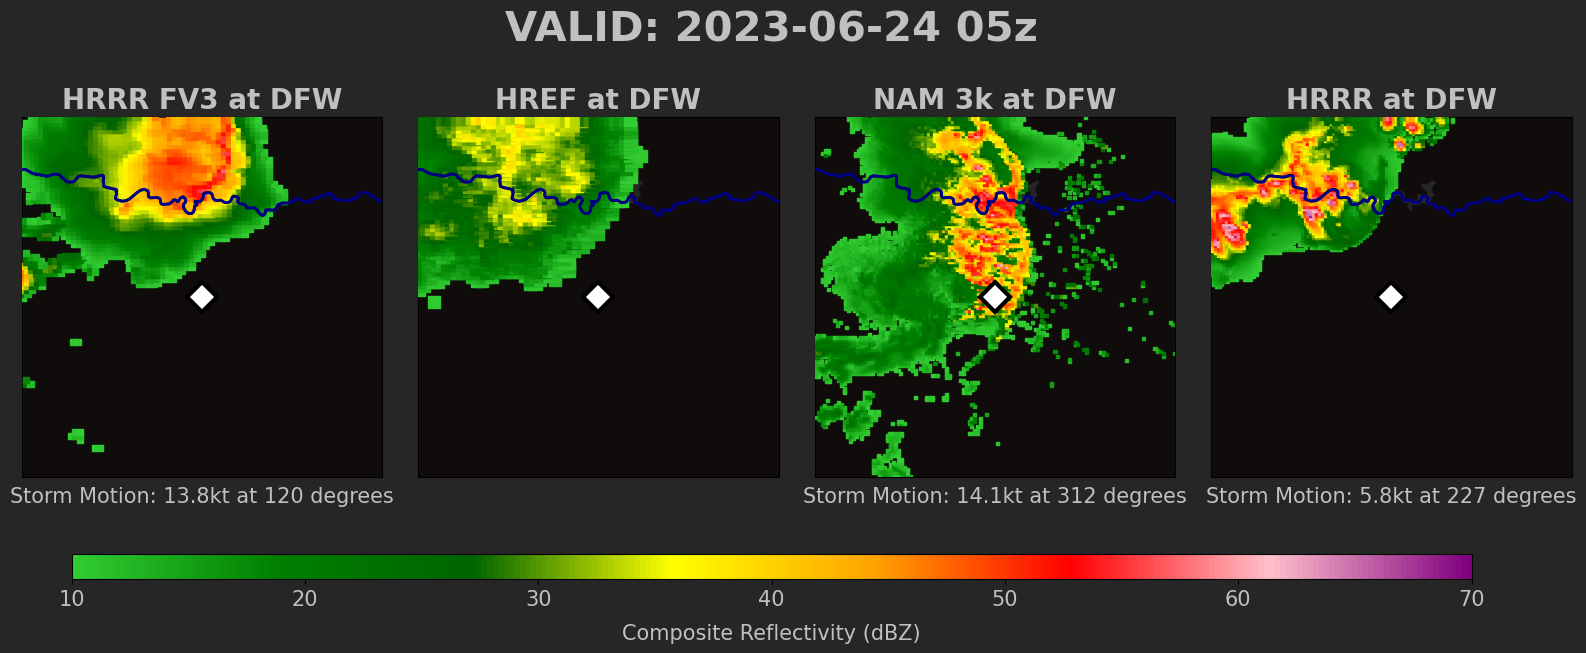 VALID: 2023-06-24 05z
HRRR FV3 at DFW
HREF at DFW
NAM 3k at DFW
HRRR at DFW
Storm Motion: 13.8kt at 120 degrees
Storm Motion: 14.1kt at 312 degrees
Storm Motion: 5.8kt at 227 degrees
10 20 30 40 50 60 70
Composite Reflectivity (dBZ)